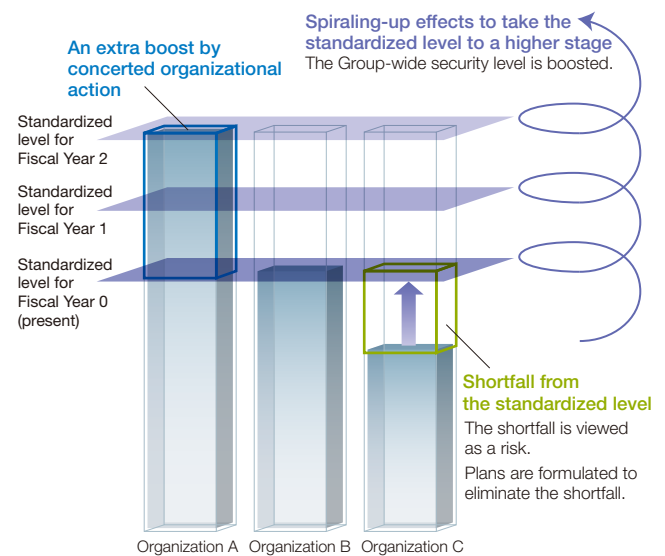 Spiraling-up effects to take the
standardized level to a higher stage
The Group-wide security level is boosted.
An extra boost by
concerted organizational
action
Standardized
level for
Fiscal Year 2
Standardized
level for
Fiscal Year 1
Standardized
level for
Fiscal Year 0
(present)
Shortfall from
the standardized level
The shortfall is viewed
as a risk.
Plans are formulated to
eliminate the shortfall.
Organization A
Organization B
Organization C